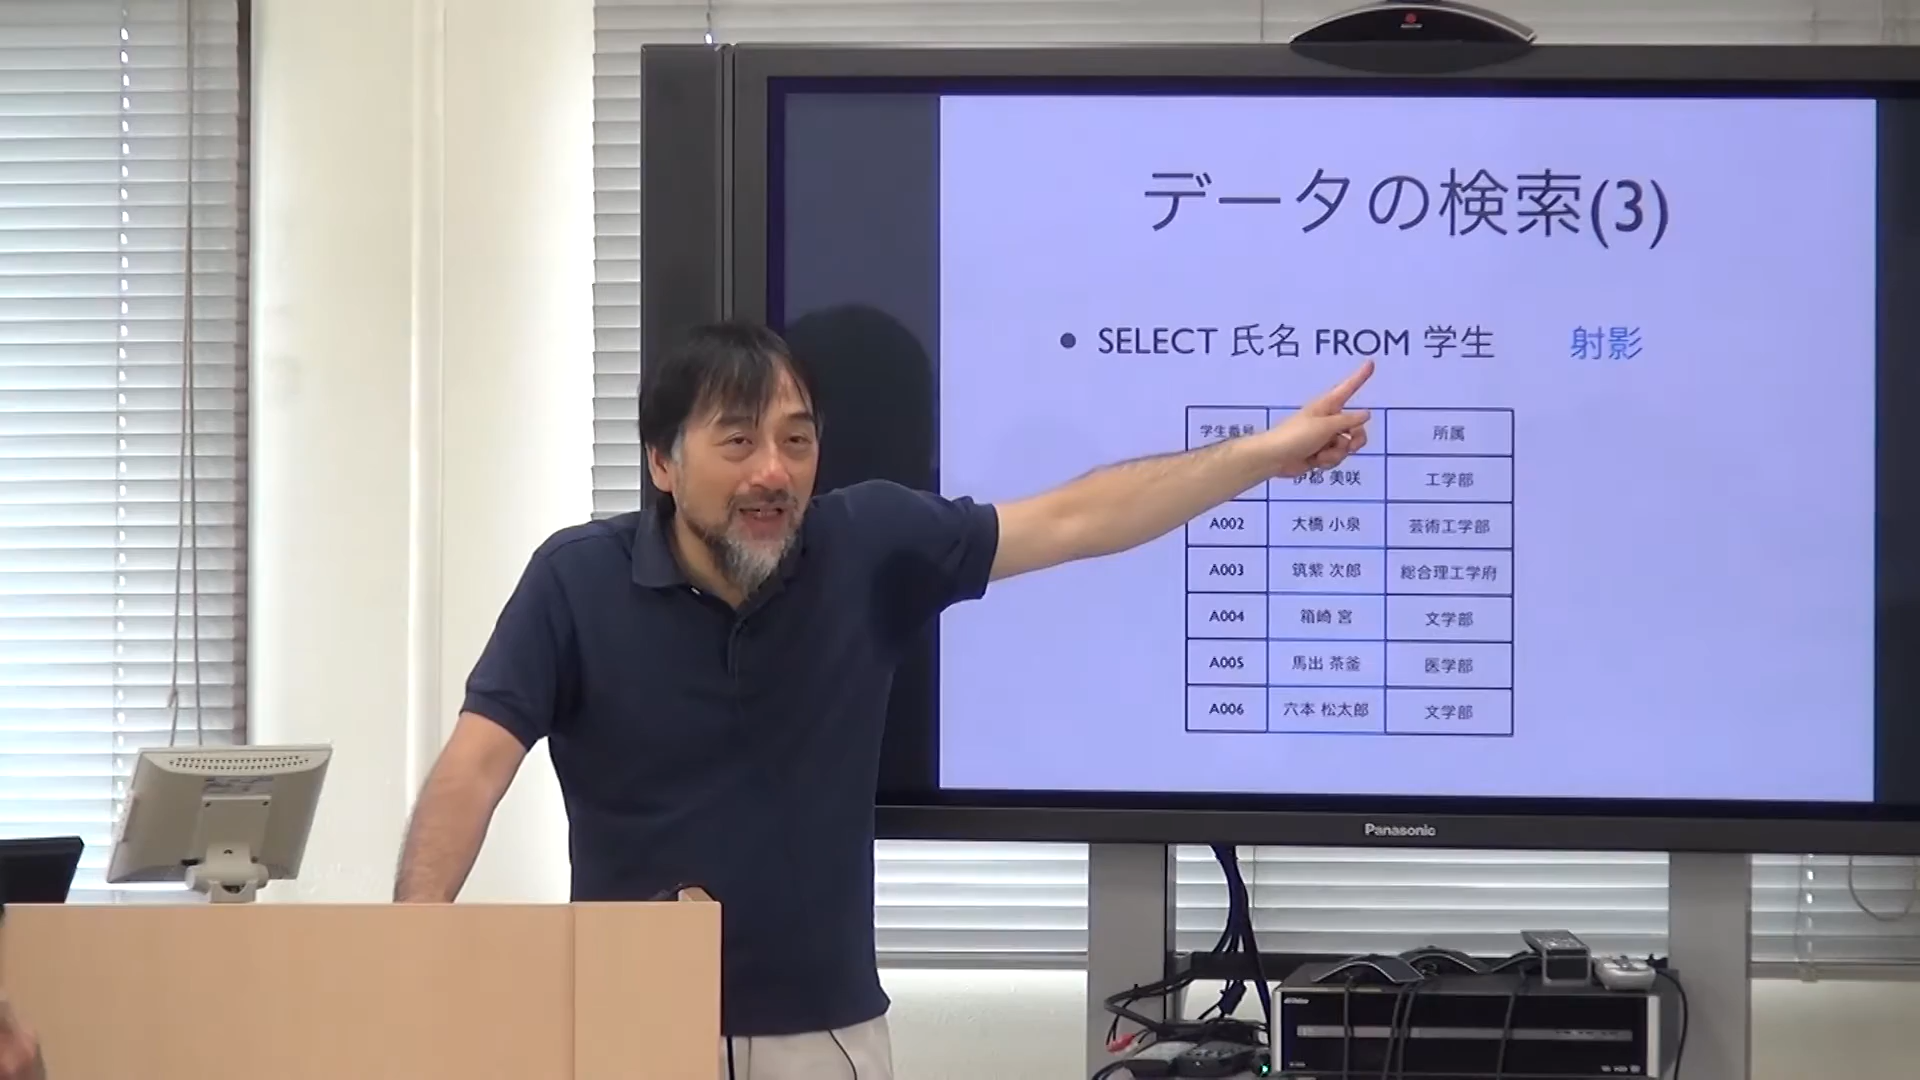 データの検索(3)
• SELECT 氏名 FROM 学生 射影
学生番号 所属
伊都 美咲 工学部
A002 大橋 小泉 芸術工学部
A003 筑紫 次郎 総合理工学府
A004 箱崎 宮 文学部
A005 馬出 茶釜 医学部
A006 六本 松太郎 文学部
Panasonic